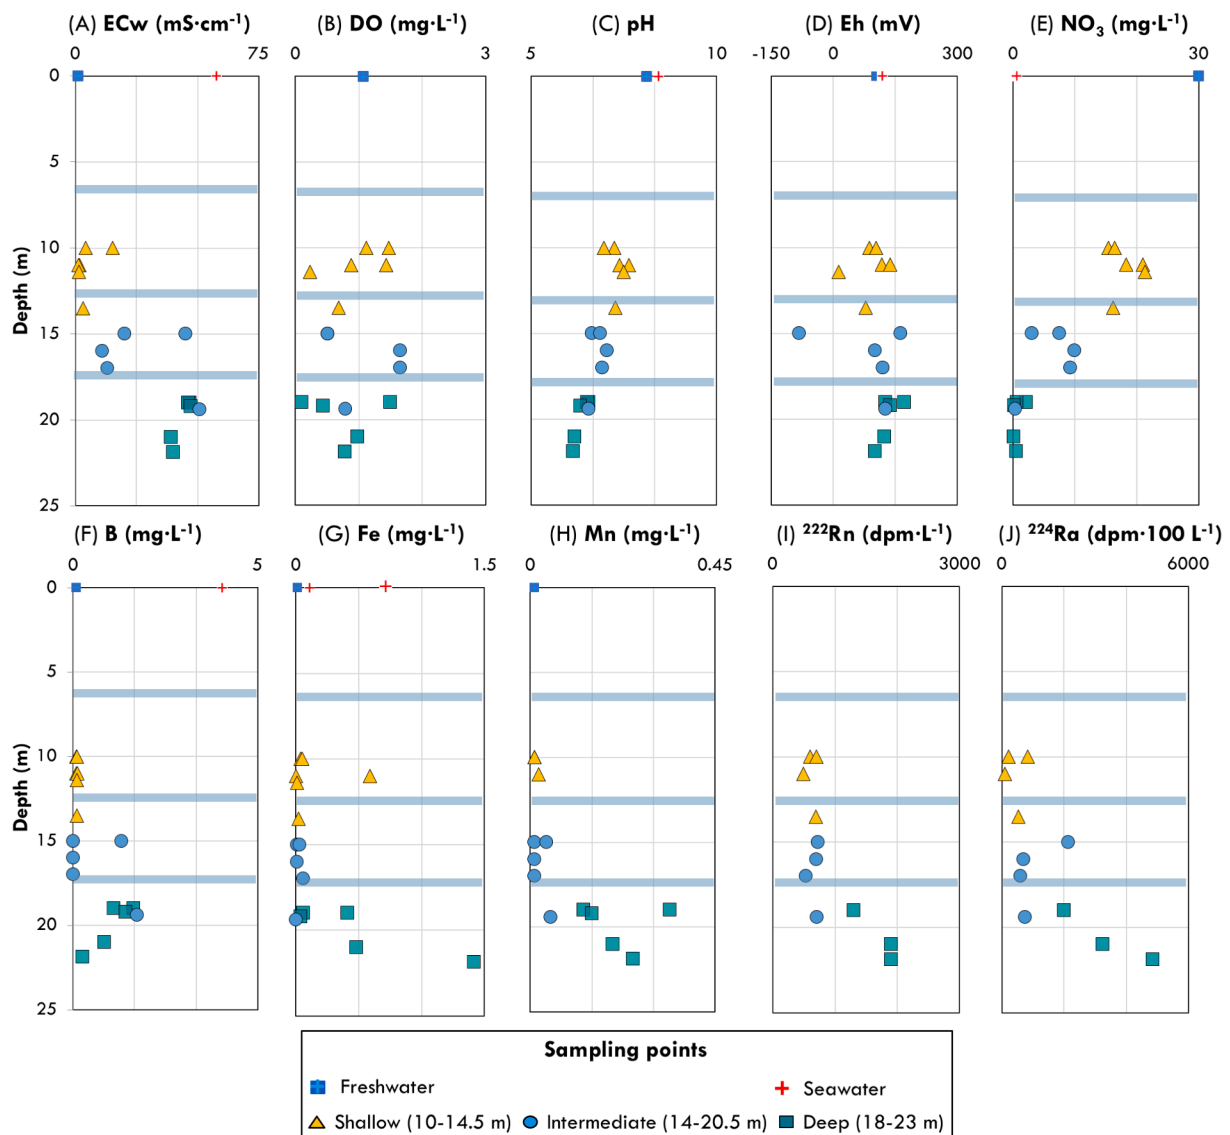 (A) ECw (mS·cm⁻¹)
0 75
(B) DO (mg·L⁻¹)
0 3
(C) pH
5 10
(D) Eh (mV)
-150 300
(E) NO₃ (mg·L⁻¹)
0 30
0
5
10
15
20
25
Depth (m)
(F) B (mg·L⁻¹)
0 5
(G) Fe (mg·L⁻¹)
0 1.5
(H) Mn (mg·L⁻¹)
0 0.45
(I) ²²²Rn (dpm·L⁻¹)
0 3000
(J) ²²⁴Ra (dpm·100 L⁻¹)
0 6000
0
5
10
15
20
25
Depth (m)
Sampling points
Freshwater Seawater
Shallow (10-14.5 m) Intermediate (14-20.5 m) Deep (18-23 m)